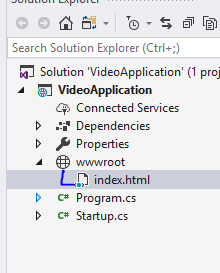 Solution Explorer
Search Solution Explorer (Ctrl+;)
Solution 'VideoApplication' (1 proj
VideoApplication
Connected Services
Dependencies
Properties
wwwroot
index.html
C# Program.cs
C# Startup.cs